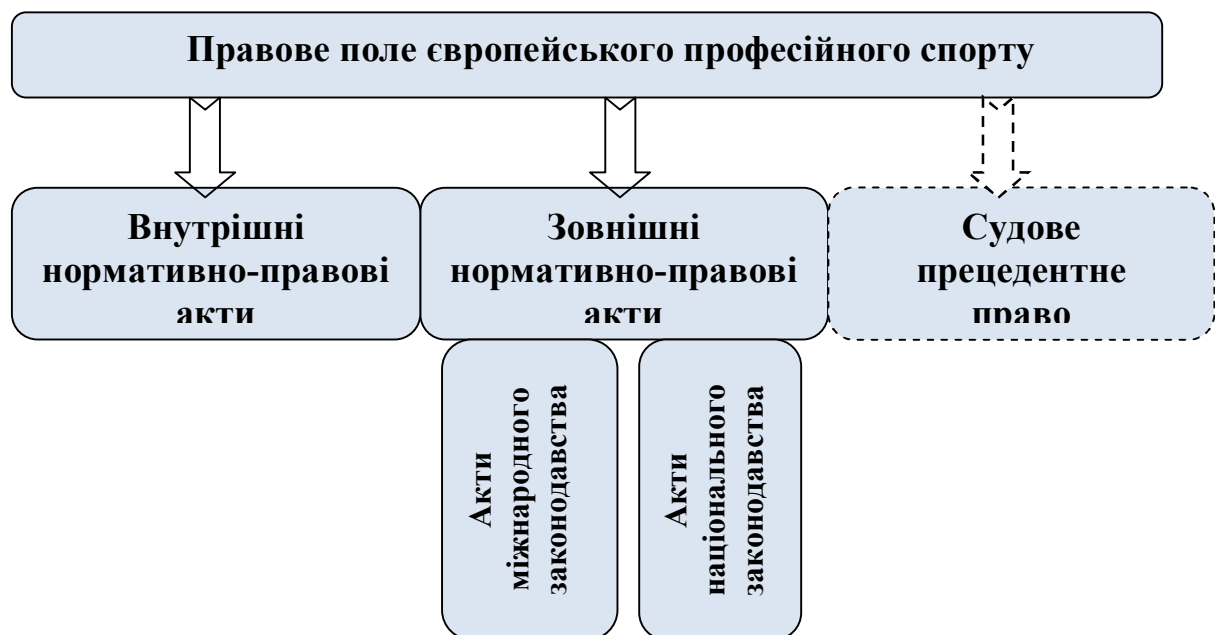 Правове поле європейського професійного спорту
Внутрішні
нормативно-правові
акти
Зовнішні
нормативно-правові
акти
Судове
прецедентне
право
Акти
міжнародного
законодавства
Акти
національного
законодавства